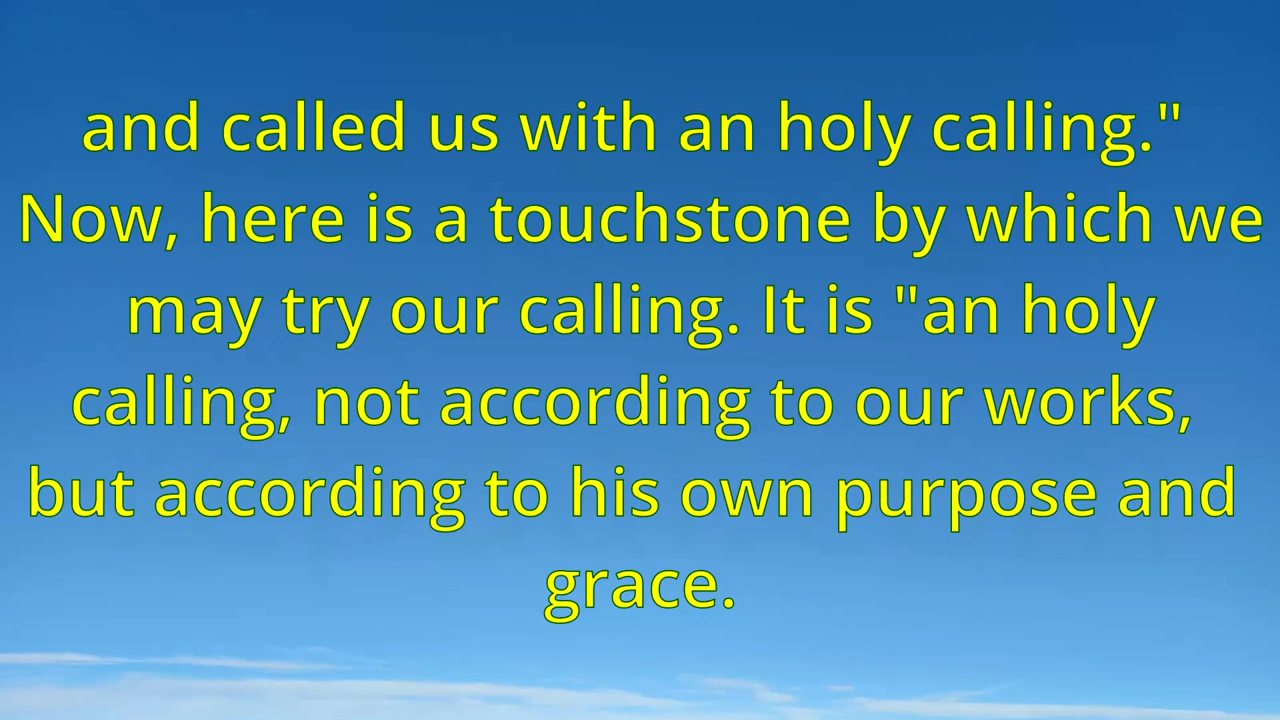 and called us with an holy calling."
Now, here is a touchstone by which we
may try our calling. It is "an holy
calling, not according to our works,
but according to his own purpose and
grace.